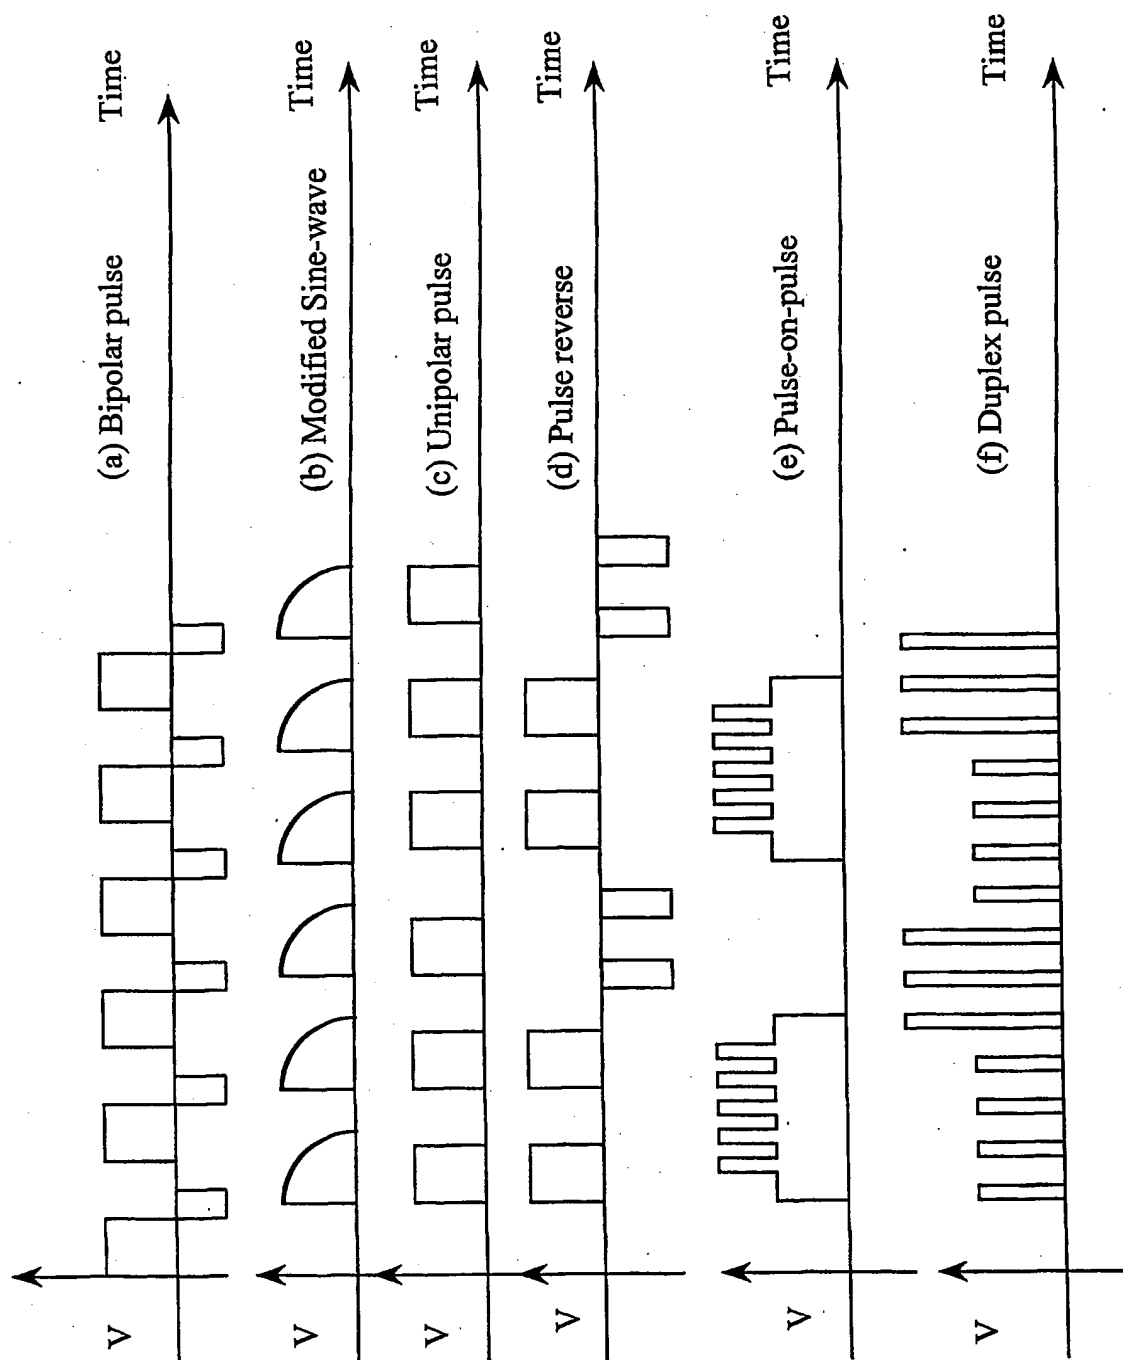 V
(a) Bipolar pulse
Time
V
(b) Modified Sine-wave
Time
V
(c) Unipolar pulse
Time
V
(d) Pulse reverse
Time
V
(e) Pulse-on-pulse
Time
V
(f) Duplex pulse
Time